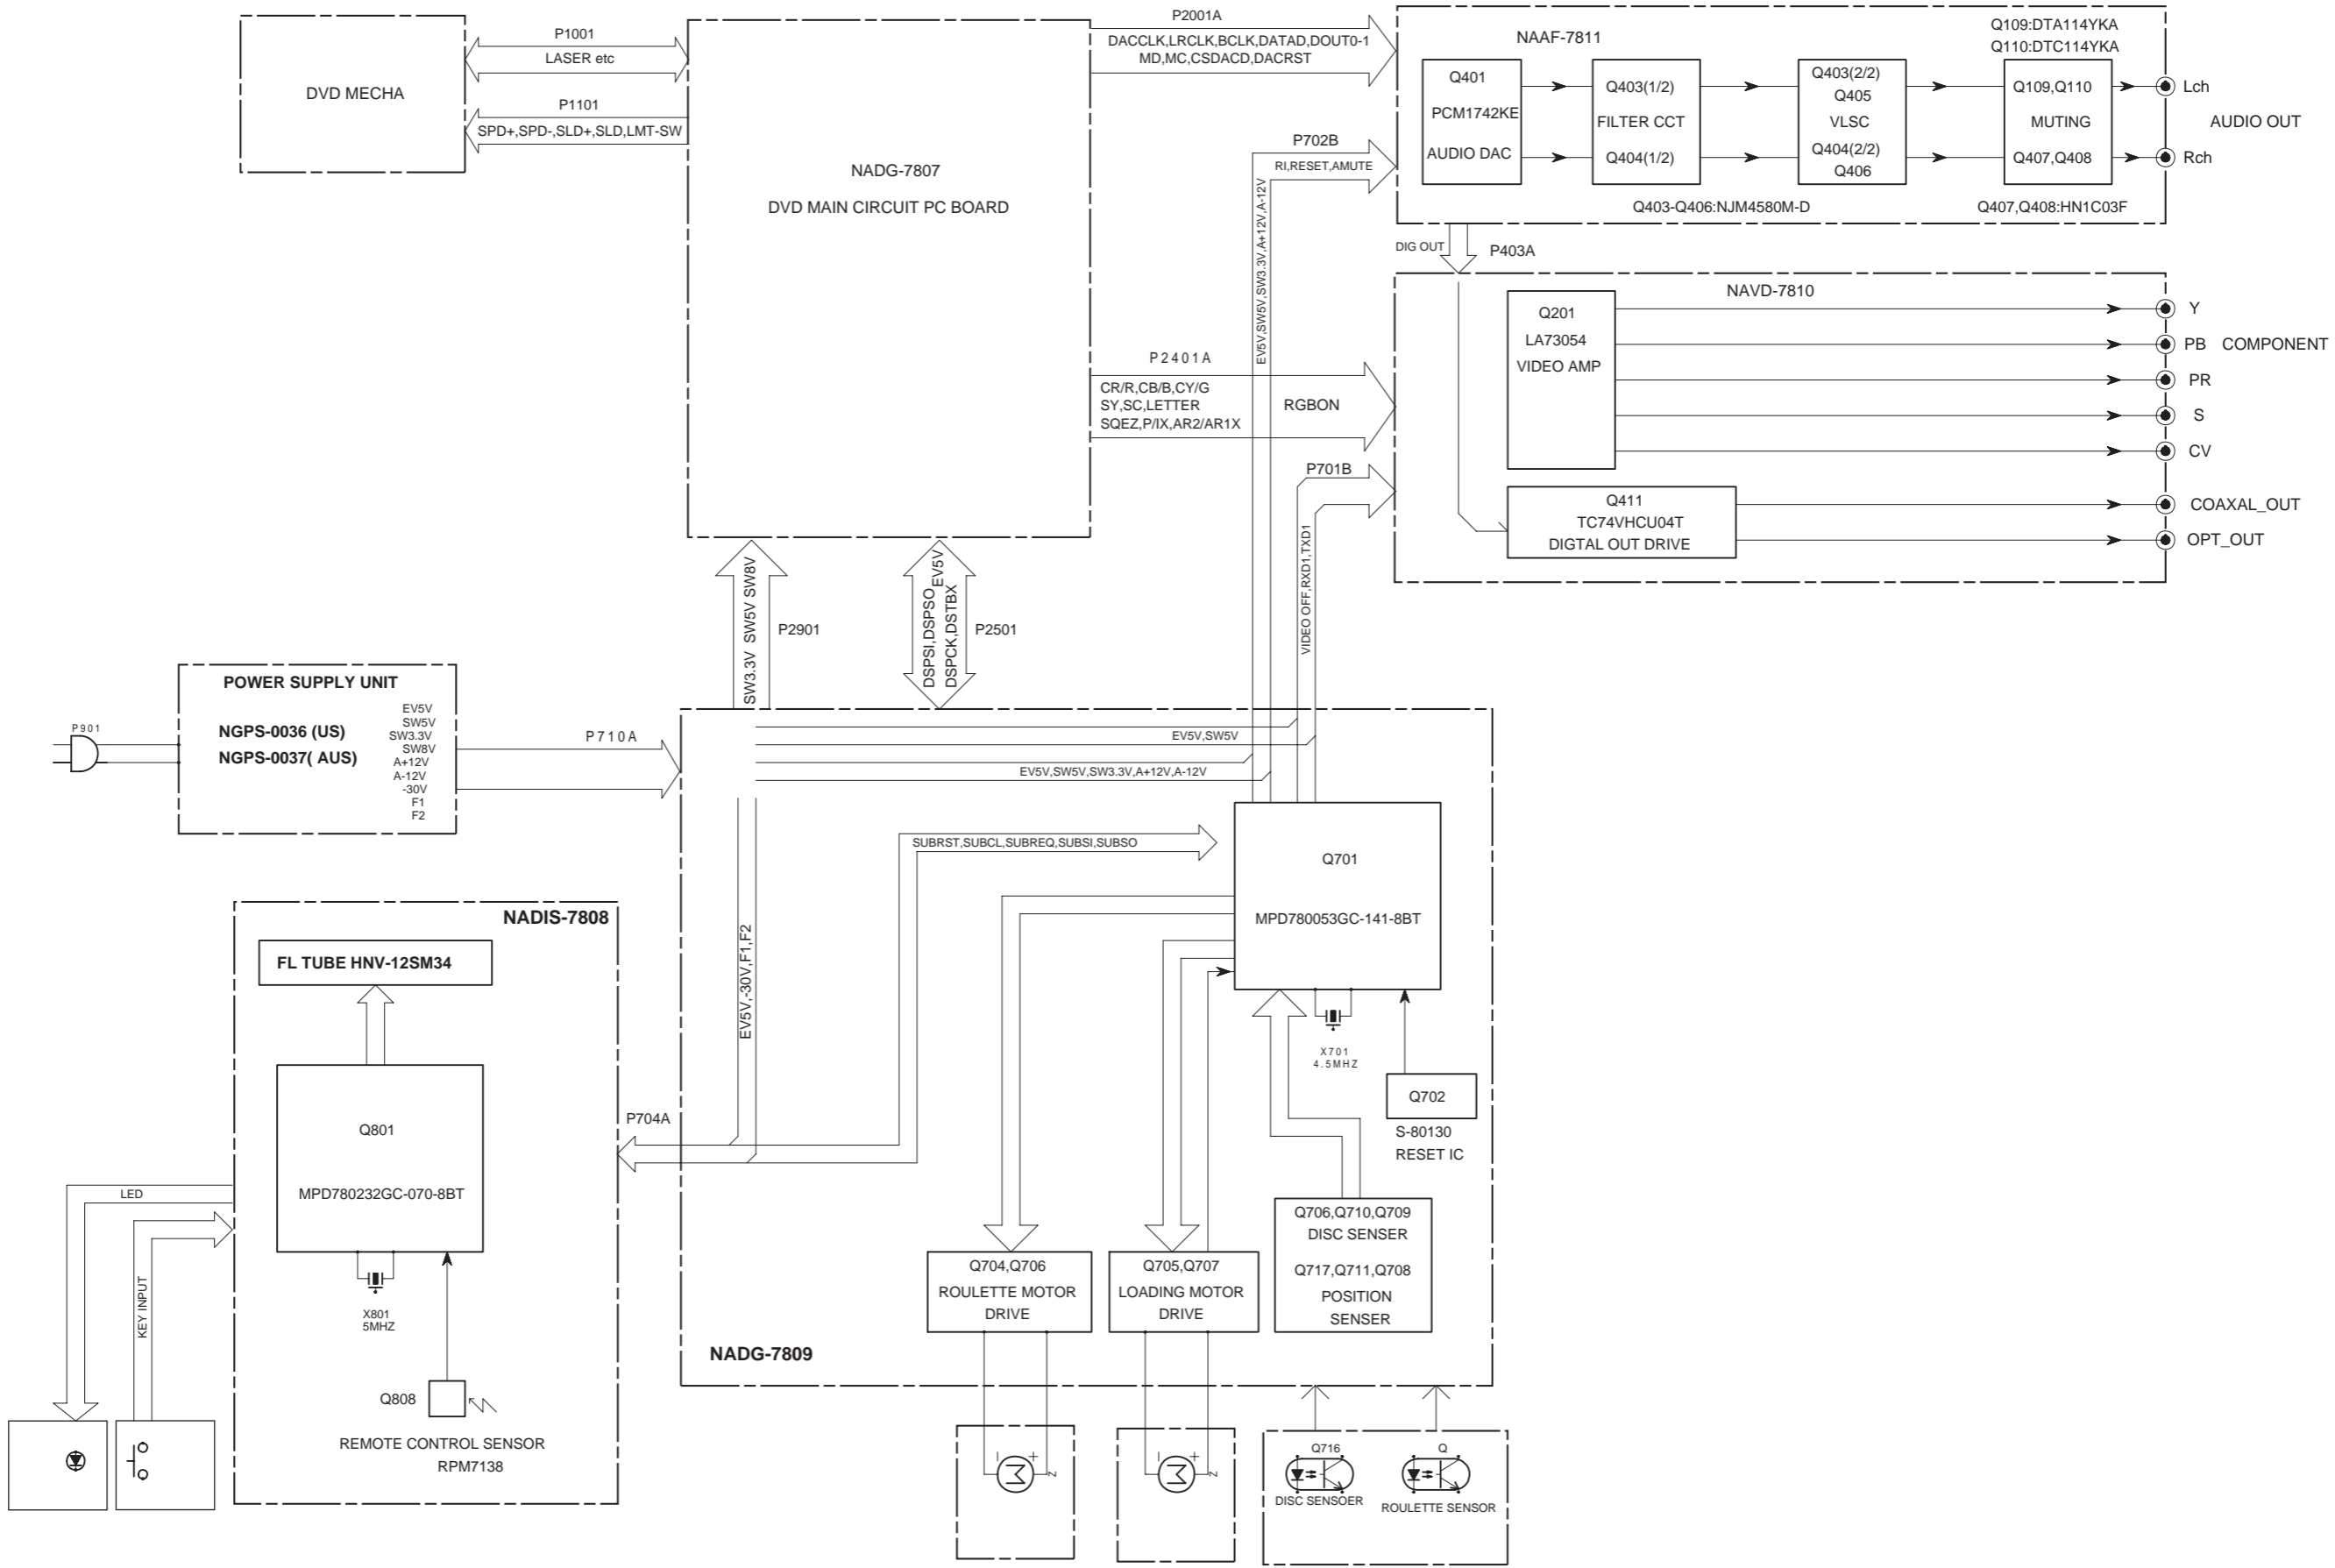 DVD MECHA
P1001
LASER etc
P1101
SPD+,SPD-,SLD+,SLD,LMT-SW
NADG-7807
DVD MAIN CIRCUIT PC BOARD
P2001A
DACCLK,LRCLK,BCLK,DATAD,DOUT0-1
MD,MC,CSDACD,DACRST
P702B
RI,RESET,AMUTE
EV5V,SW5V,SW3.3V,A+12V,A-12V
NAAF-7811
Q109:DTA114YKA
Q110:DTC114YKA
Q401
PCM1742KE
AUDIO DAC
Q403(1/2)
FILTER CCT
Q404(1/2)
Q403(2/2)
Q405
VLSC
Q404(2/2)
Q406
Q109,Q110
MUTING
Q407,Q408
Lch
AUDIO OUT
Rch
Q403-Q406:NJM4580M-D
Q407,Q408:HN1C03F
DIG OUT
P403A
NAVD-7810
Q201
LA73054
VIDEO AMP
Y
PB COMPONENT
PR
S
CV
Q411
TC74VHCU04T
DIGTAL OUT DRIVE
COAXAL_OUT
OPT_OUT
P2401A
CR/R,CB/B,CY/G
SY,SC,LETTER
SQEZ,P/IX,AR2/AR1X
RGBON
P701B
VIDEO OFF,RXD1,TXD1
SW3.3V SW5V SW8V
P2901
DSPSI,DSPSO EV5V
DSPCK,DSTBX
P2501
P901
POWER SUPPLY UNIT
NGPS-0036 (US)
NGPS-0037( AUS)
EV5V
SW5V
SW3.3V
SW8V
A+12V
A-12V
-30V
F1
F2
P710A
EV5V,SW5V
EV5V,SW5V,SW3.3V,A+12V,A-12V
SUBRST,SUBCL,SUBREQ,SUBSI,SUBSO
Q701
MPD780053GC-141-8BT
X701
4.5MHZ
Q702
S-80130
RESET IC
EV5V,-30V,F1,F2
P704A
NADIS-7808
FL TUBE HNV-12SM34
Q801
MPD780232GC-070-8BT
X801
5MHZ
Q808
REMOTE CONTROL SENSOR
RPM7138
LED
KEY INPUT
Q704,Q706
ROULETTE MOTOR
DRIVE
Q705,Q707
LOADING MOTOR
DRIVE
Q706,Q710,Q709
DISC SENSER
Q717,Q711,Q708
POSITION
SENSER
NADG-7809
- M + Z
- M + Z
Q716
DISC SENSOER
Q
ROULETTE SENSOR